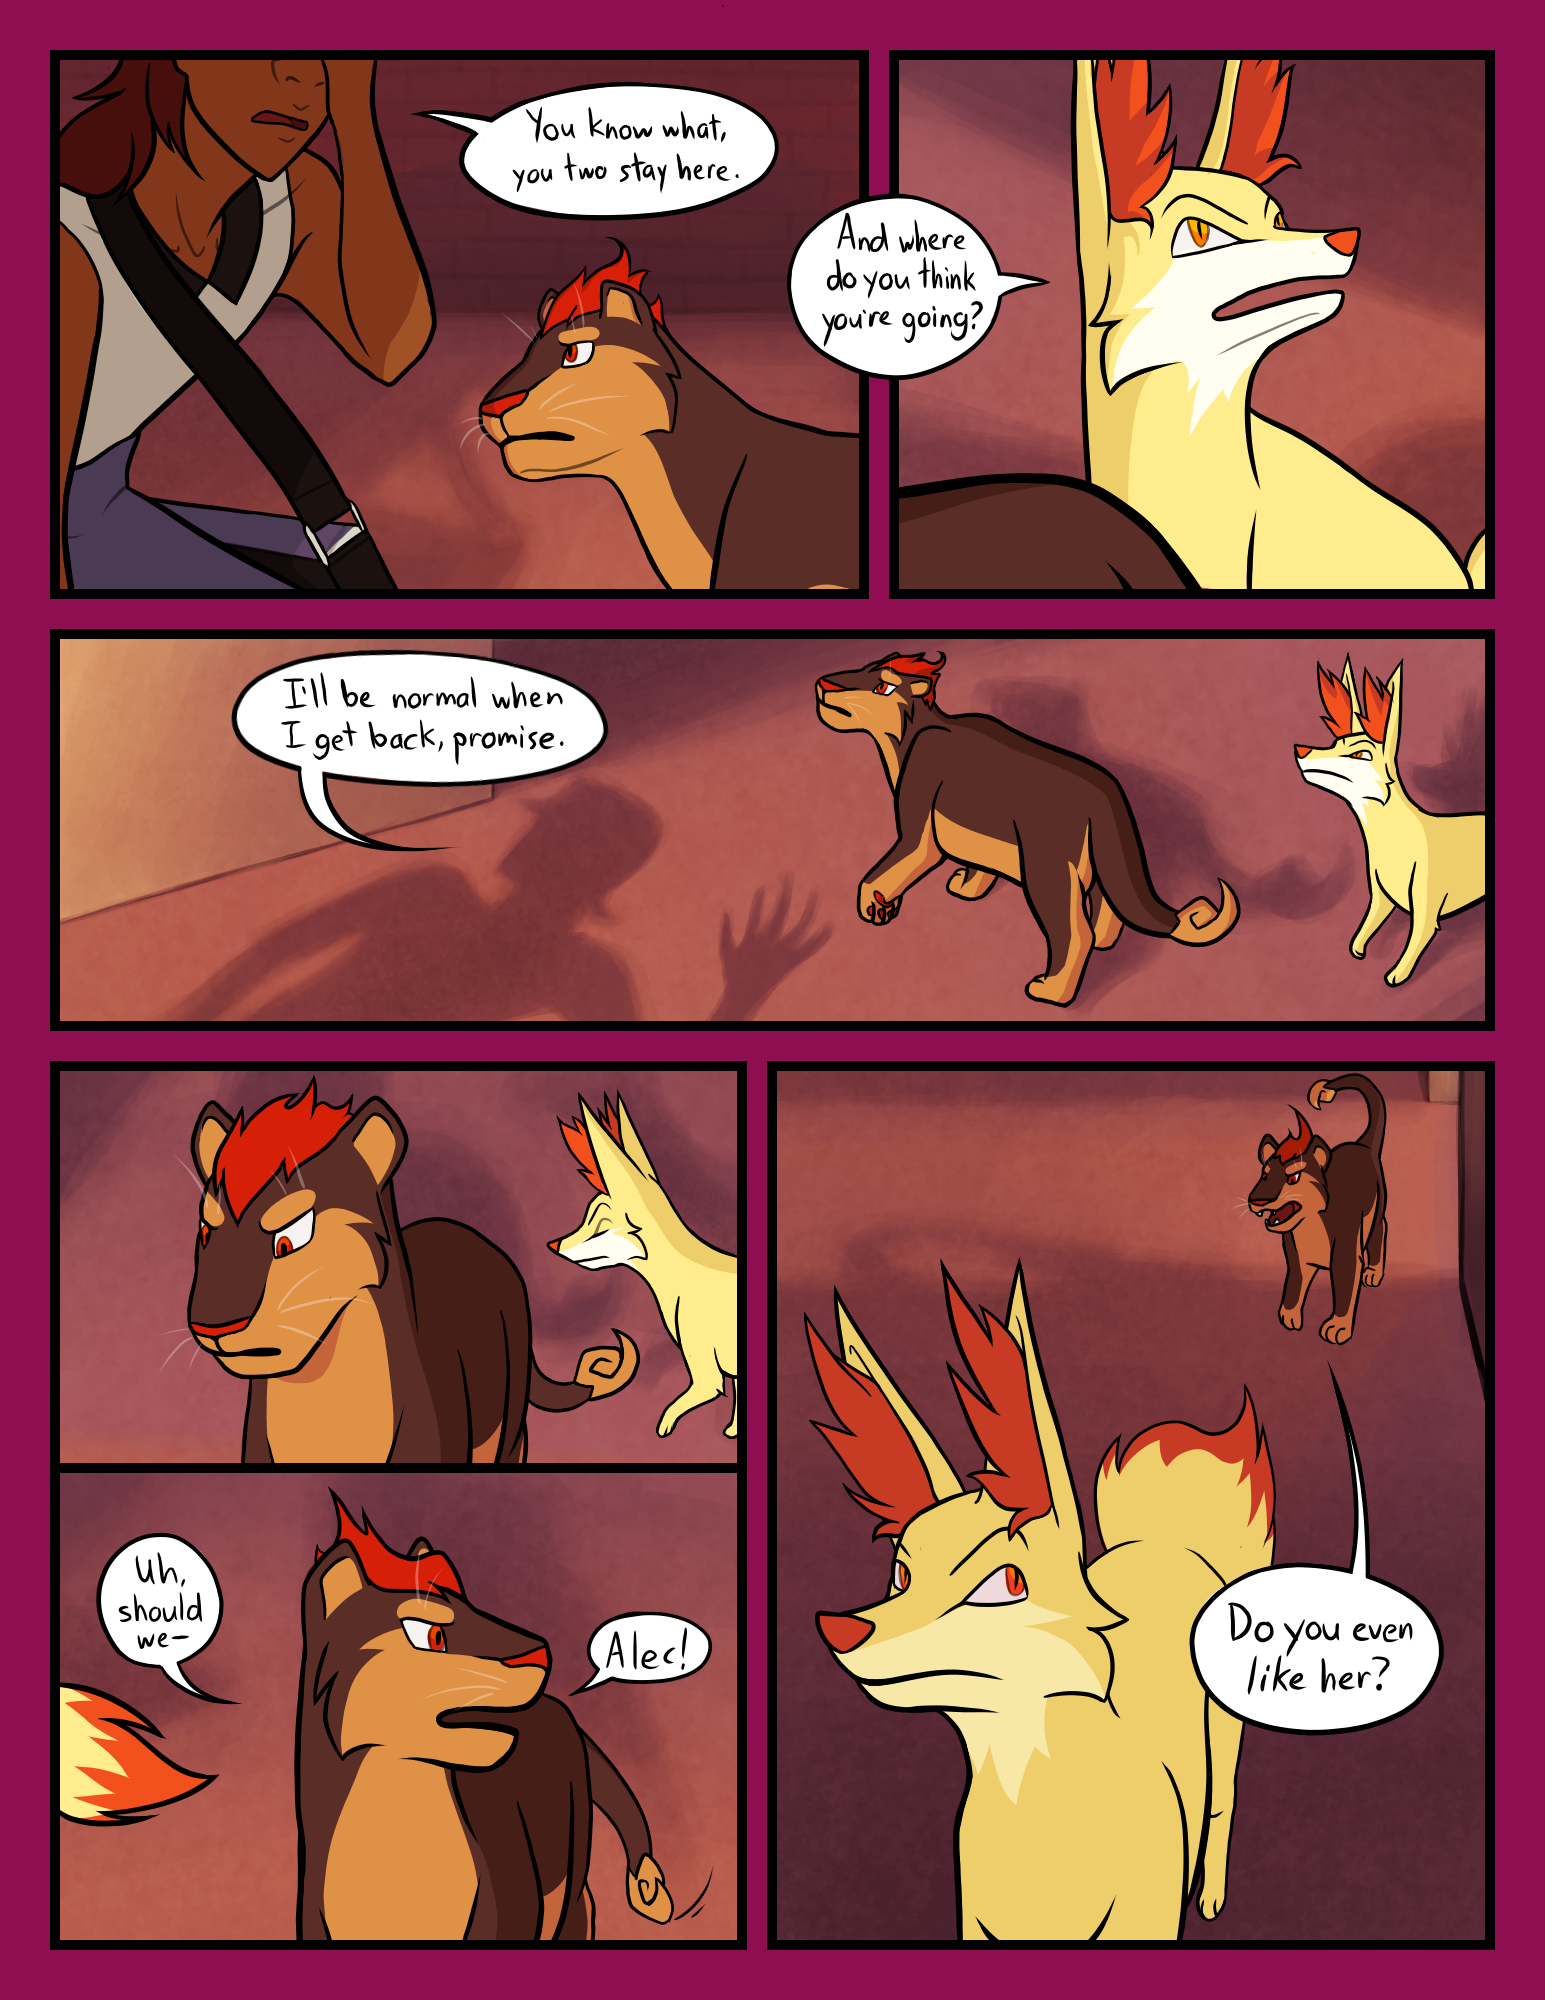 You know what,
you two stay here.
And where
do you think
you're going?
I'll be normal when
I get back, promise.
Uh,
should
we–
Alec!
Do you even
like her?